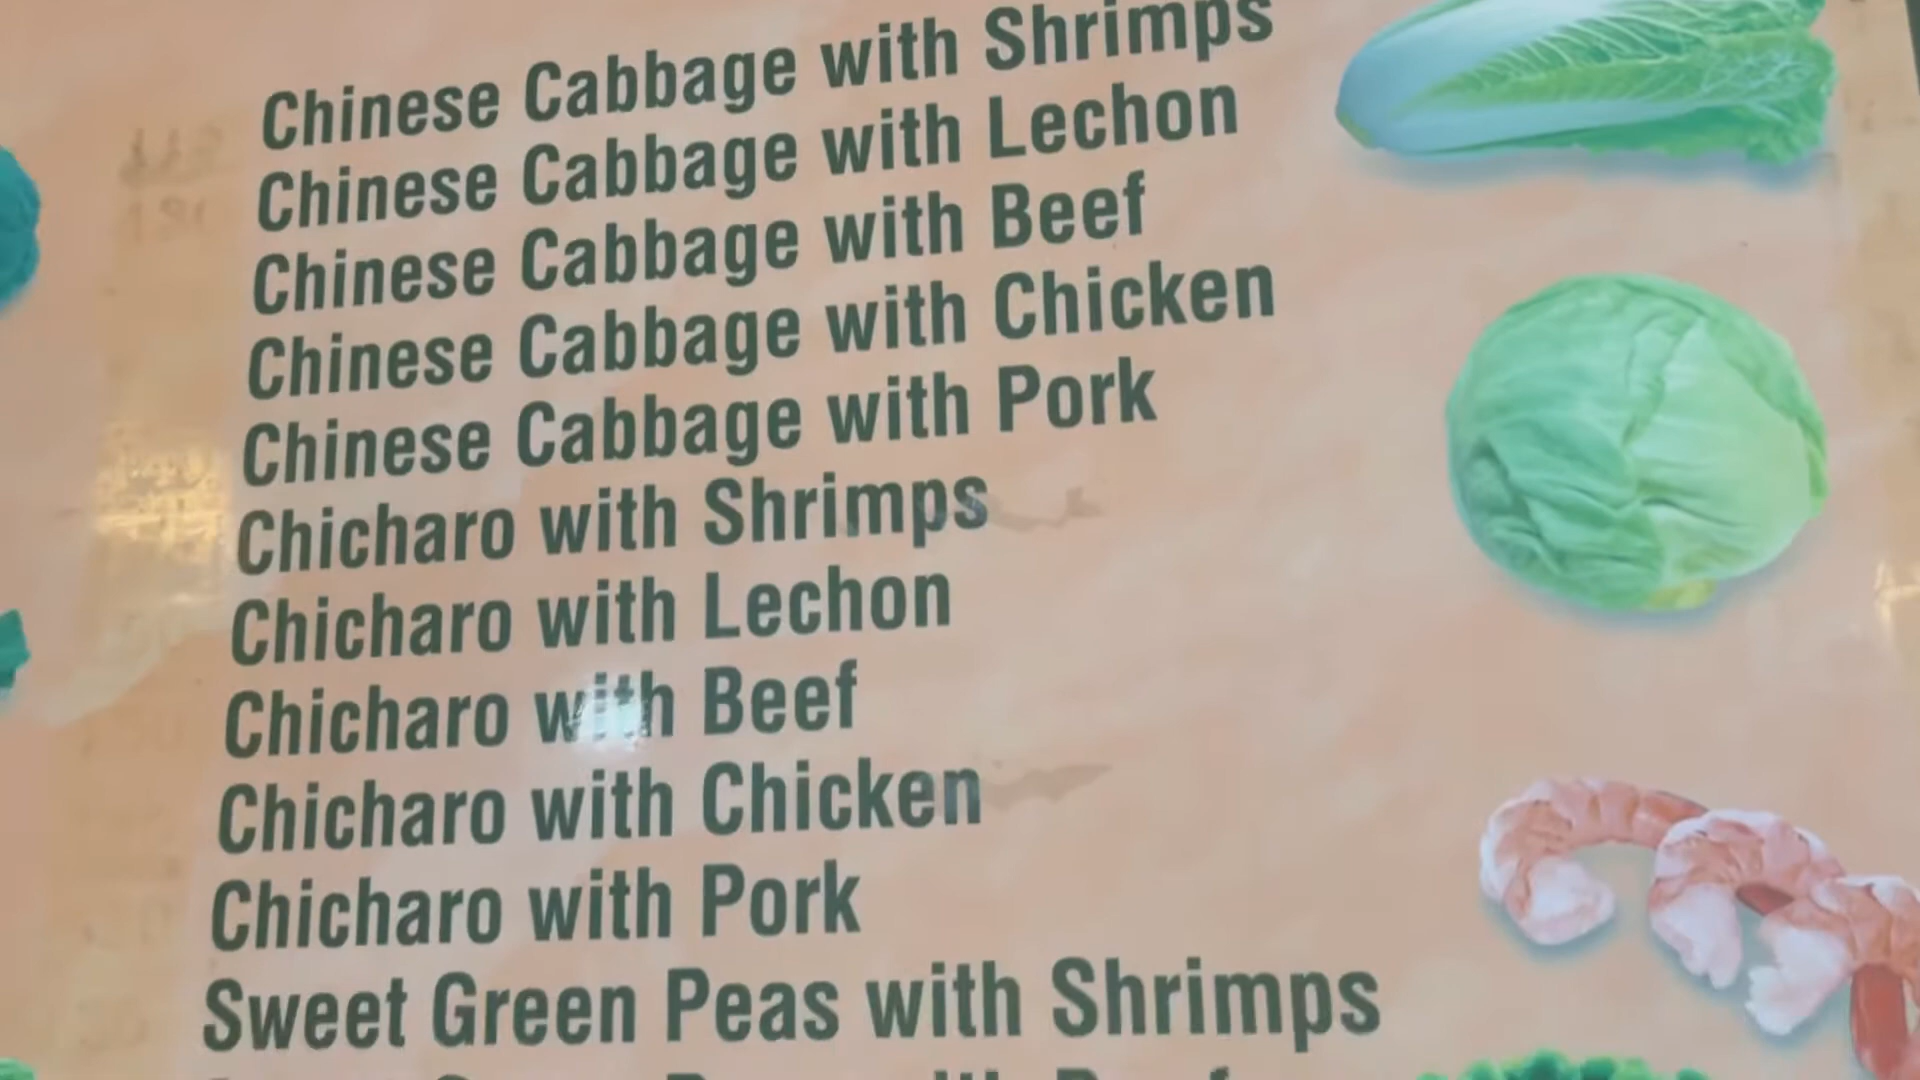 Chinese Cabbage with Shrimps
Chinese Cabbage with Lechon
Chinese Cabbage with Beef
Chinese Cabbage with Chicken
Chinese Cabbage with Pork
Chicharo with Shrimps
Chicharo with Lechon
Chicharo with Beef
Chicharo with Chicken
Chicharo with Pork
Sweet Green Peas with Shrimps